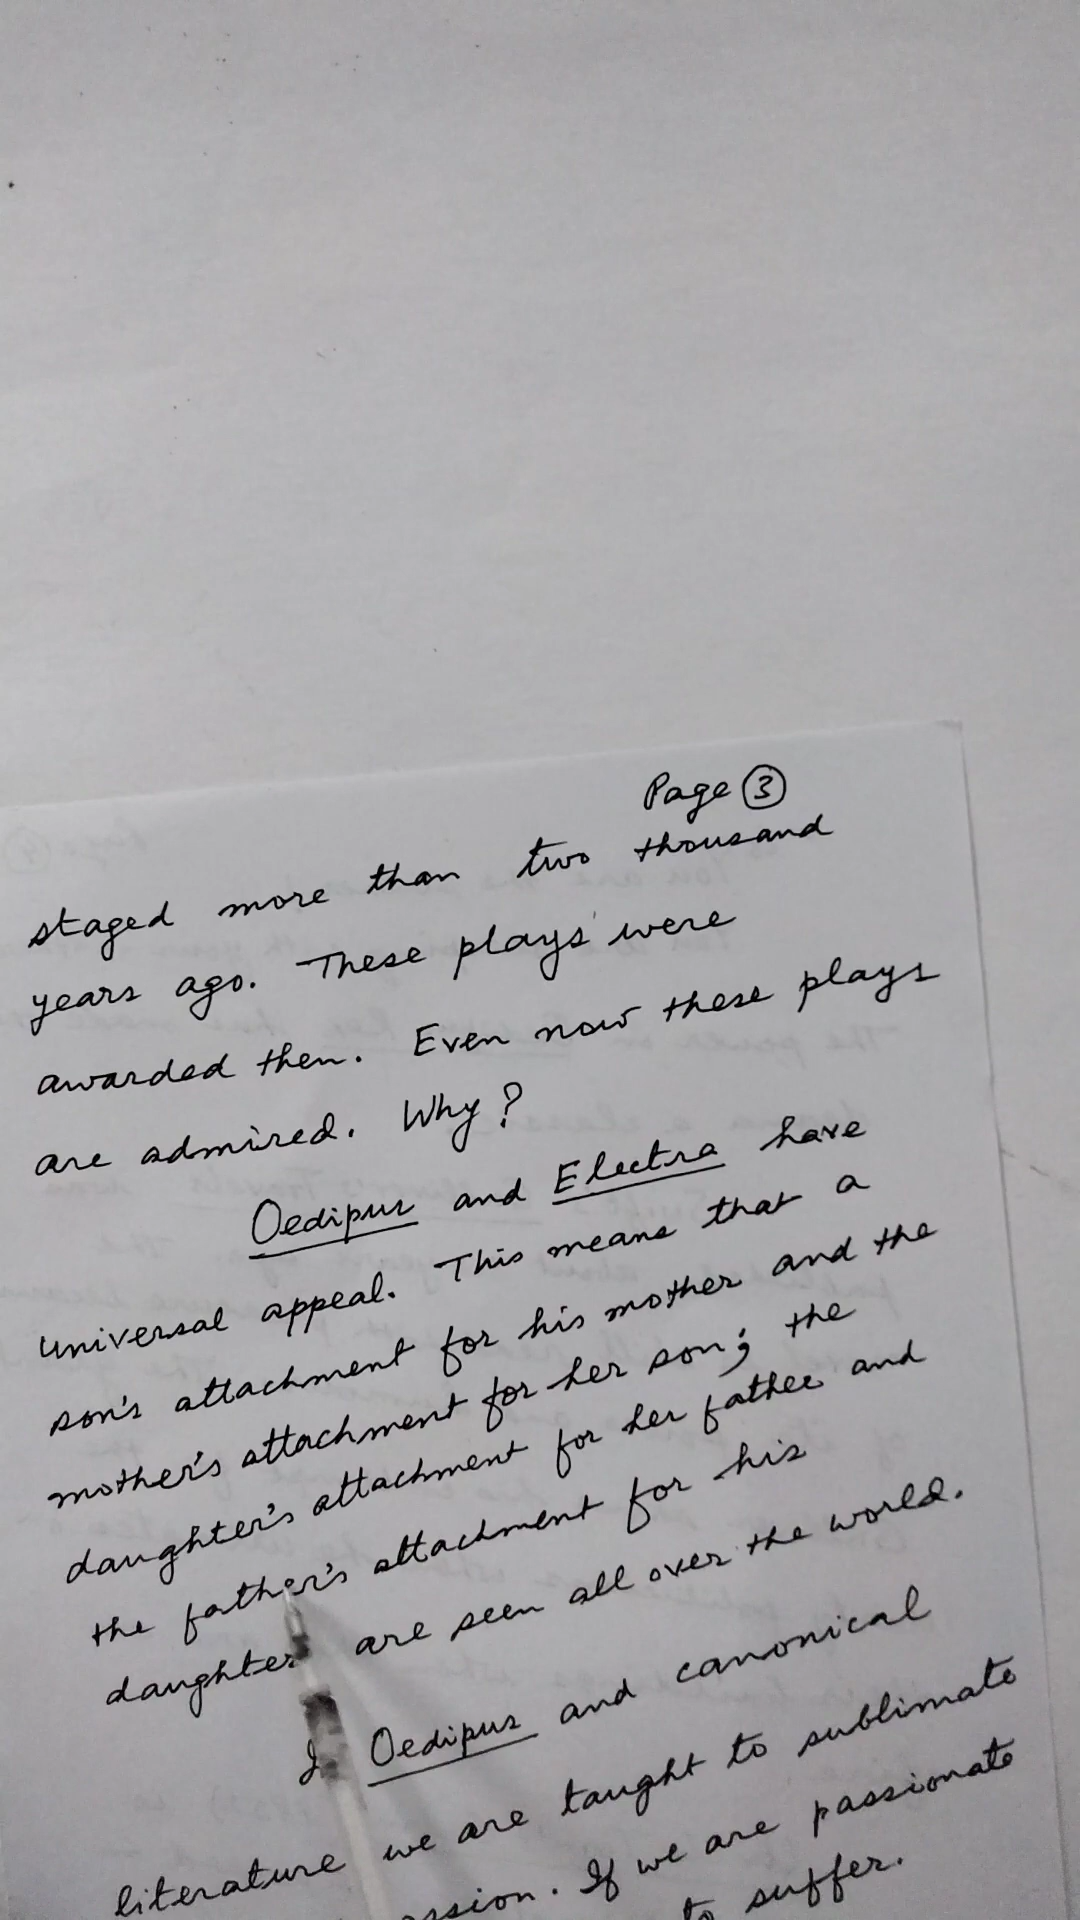 Page 3
staged more than two thousand
years ago. These plays were
awarded then. Even now these plays
are admired. Why?
Oedipus and Electra have
universal appeal. This means that a
son's attachment for his mother and the
mother's attachment for her son; the
daughter's attachment for her father and
the father's attachment for his
daughter are seen all over the world.
Oedipus and canonical
literature we are taught to sublimate
If we are passionate
to suffer.